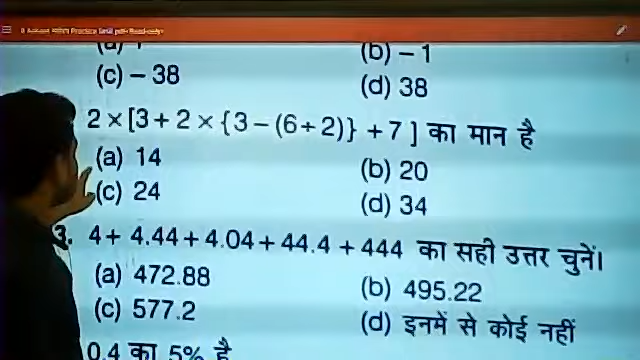 (b) – 1
(c) – 38
(d) 38
2 × [3 + 2 × {3 – (6 ÷ 2)} + 7 ] का मान है
(a) 14
(b) 20
(c) 24
(d) 34
3. 4 + 4.44 + 4.04 + 44.4 + 444 का सही उत्तर चुनें।
(a) 472.88
(b) 495.22
(c) 577.2
(d) इनमें से कोई नहीं
0.4 का 5% है